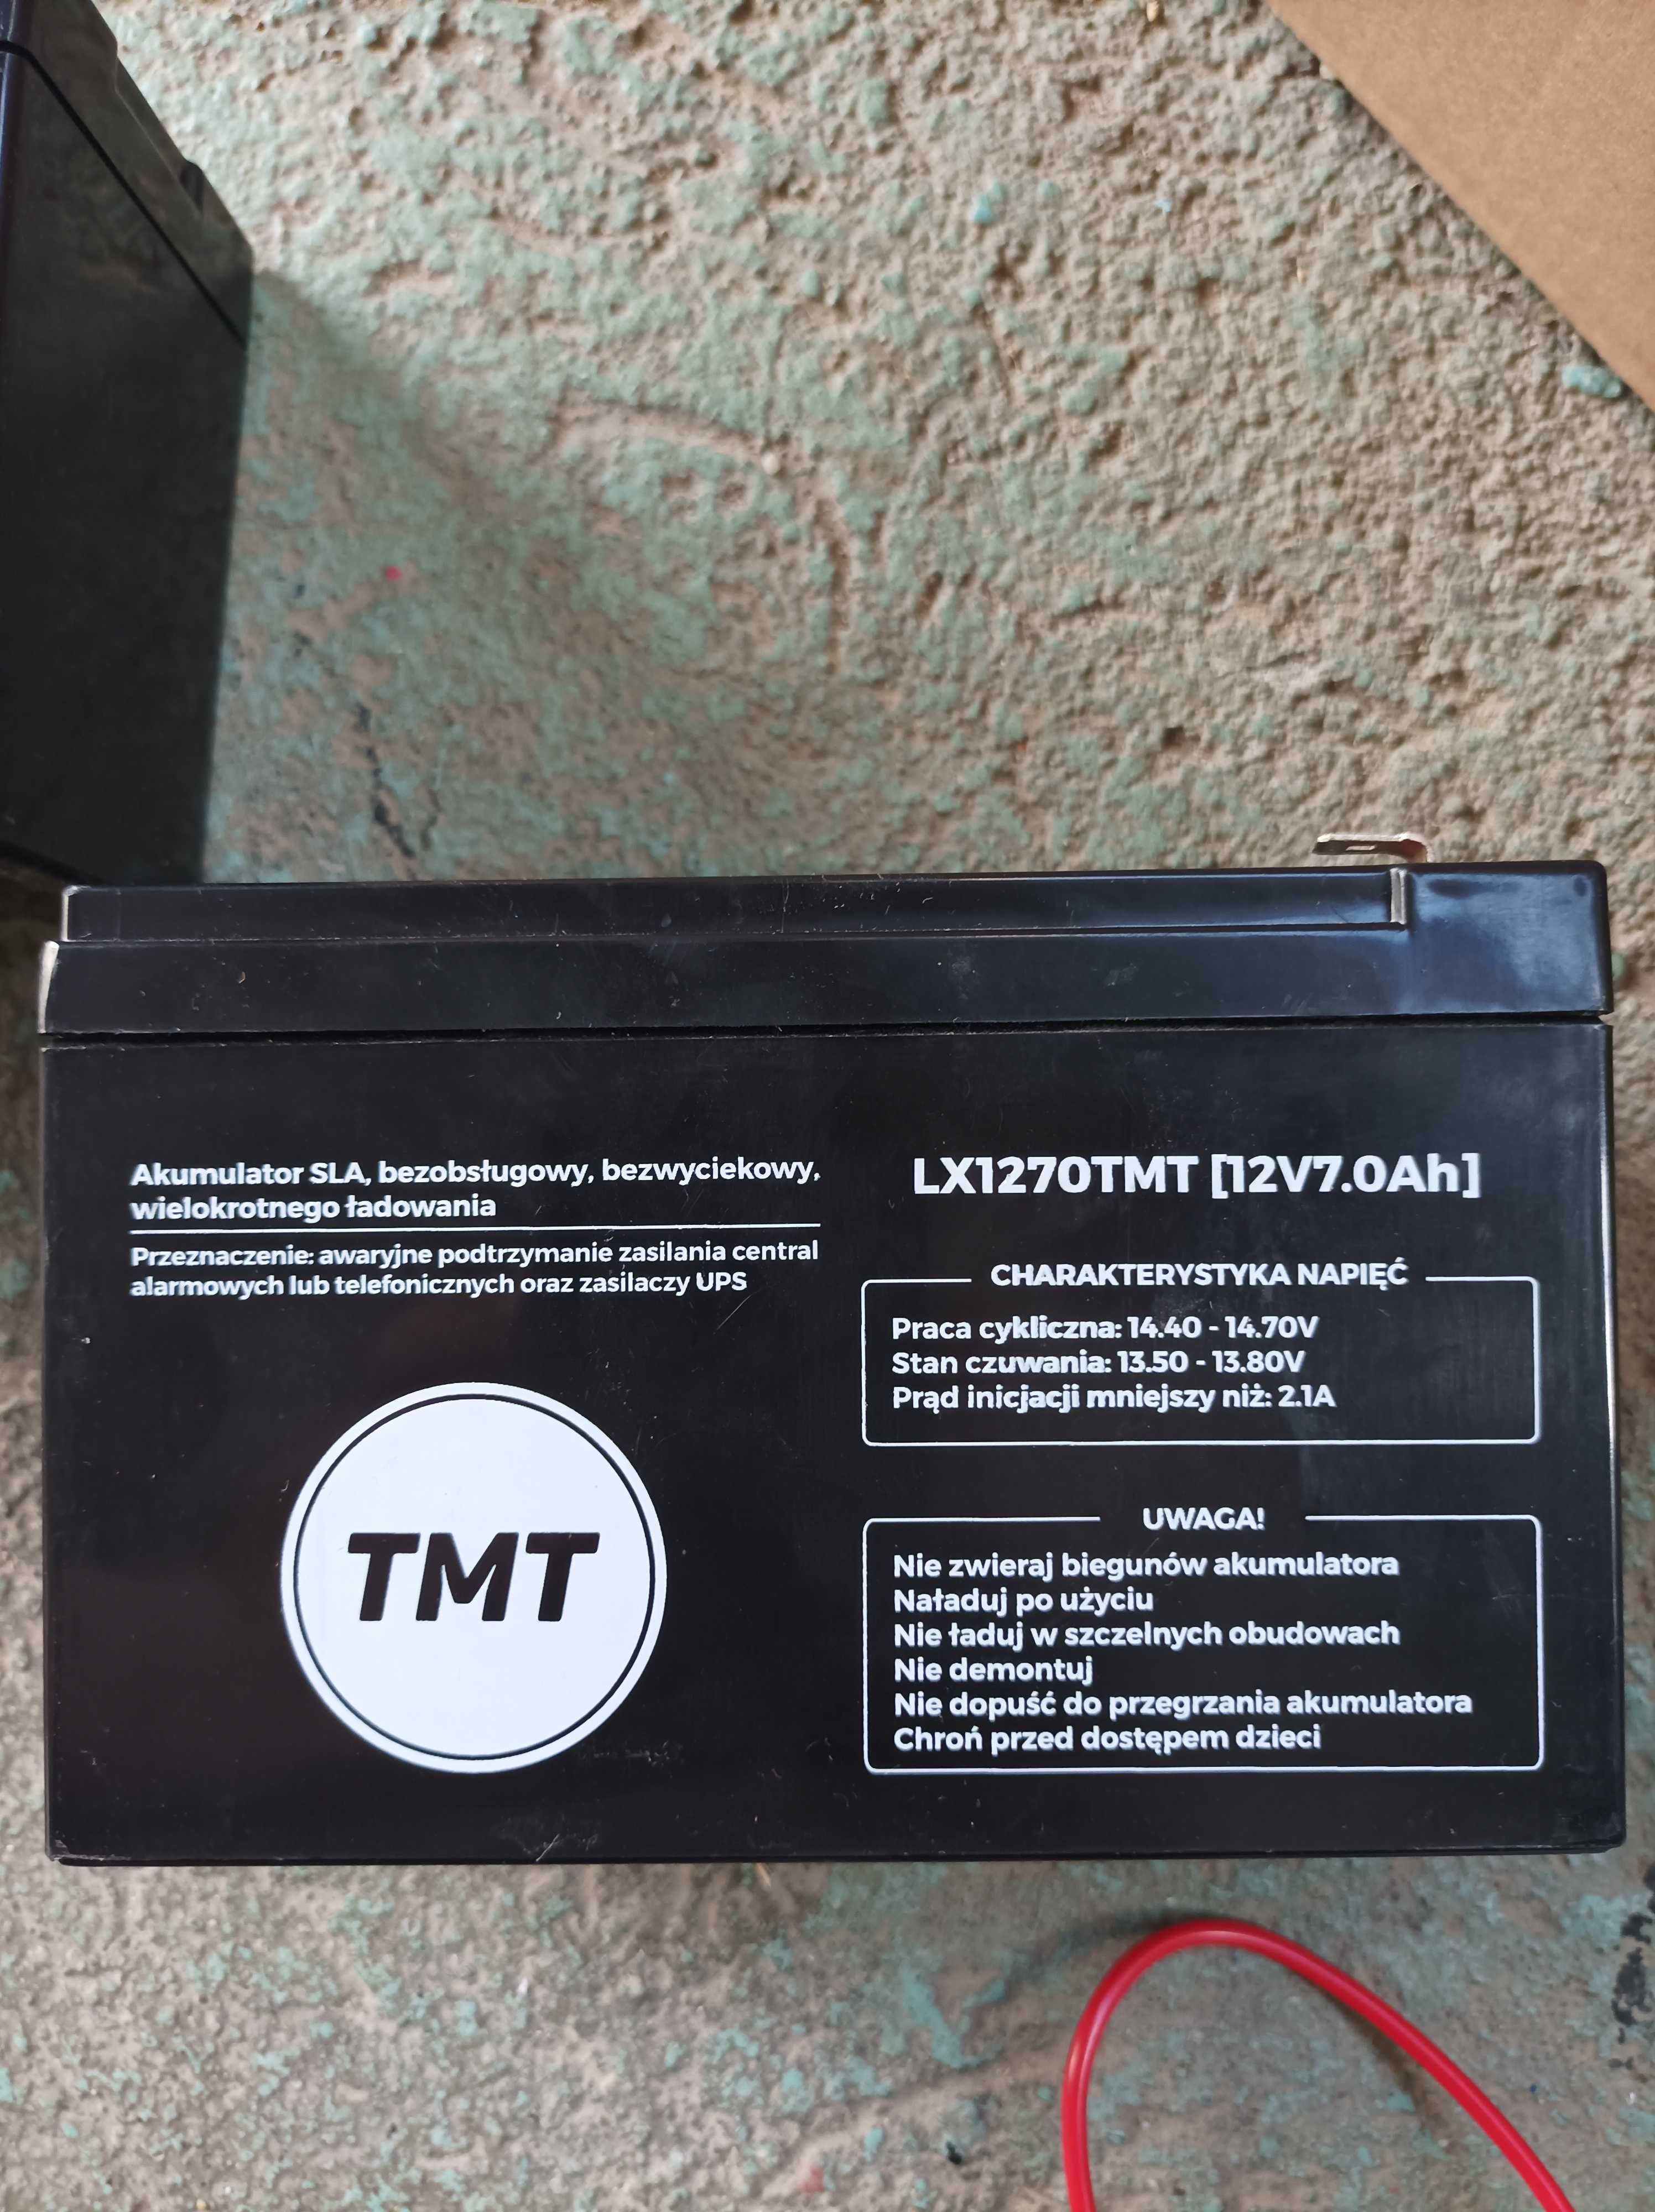 Akumulator SLA, bezobsługowy, bezwyciekowy,
wielokrotnego ładowania
Przeznaczenie: awaryjne podtrzymanie zasilania central
alarmowych lub telefonicznych oraz zasilaczy UPS
TMT
LX1270TMT [12V7.0Ah]
CHARAKTERYSTYKA NAPIĘĆ
Praca cykliczna: 14.40 - 14.70V
Stan czuwania: 13.50 - 13.80V
Prąd inicjacji mniejszy niż: 2.1A
UWAGA!
Nie zwieraj biegunów akumulatora
Naładuj po użyciu
Nie ładuj w szczelnych obudowach
Nie demontuj
Nie dopuść do przegrzania akumulatora
Chroń przed dostępem dzieci